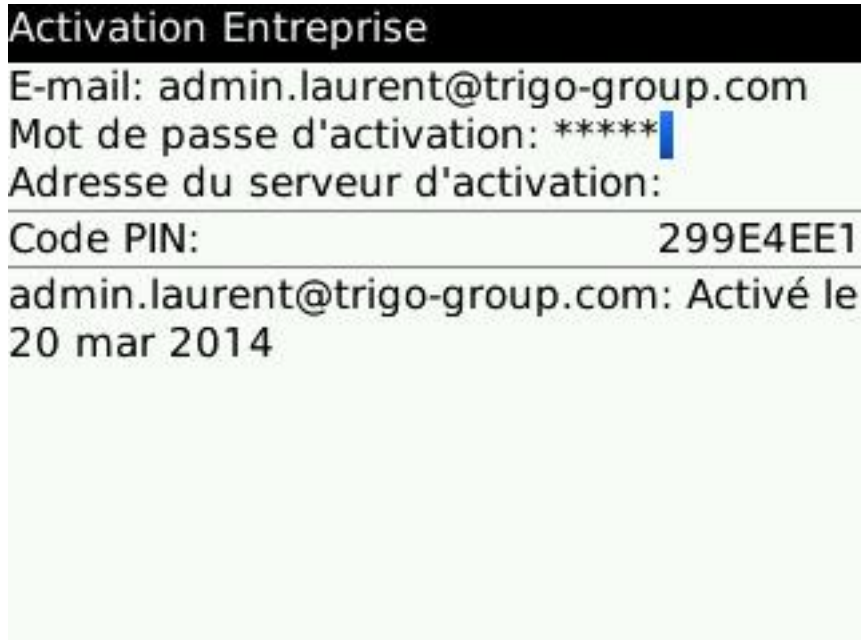 Activation Entreprise
E-mail: admin.laurent@trigo-group.com
Mot de passe d'activation: *****
Adresse du serveur d'activation:
Code PIN: 299E4EE1
admin.laurent@trigo-group.com: Activé le
20 mar 2014